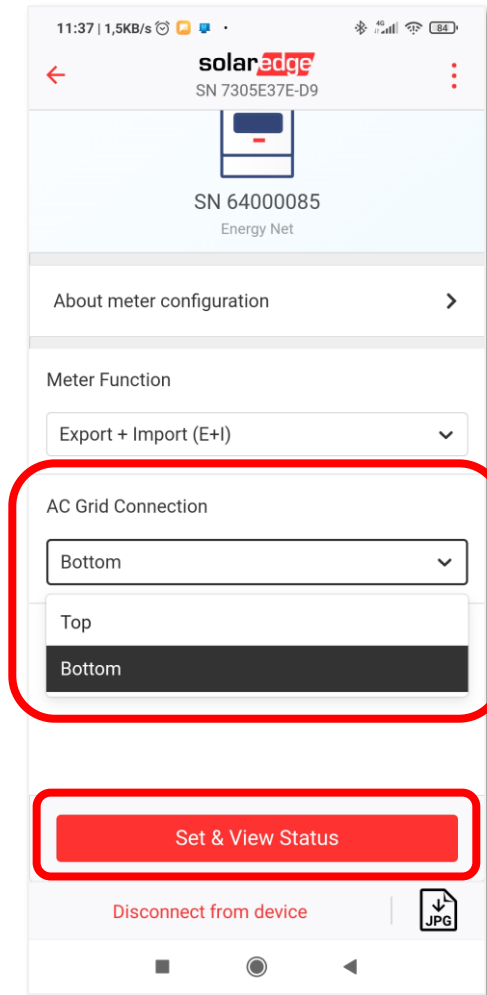 11:37 | 1,5KB/s
4G
84
solaredge
SN 7305E37E-D9
SN 64000085
Energy Net
About meter configuration
Meter Function
Export + Import (E+I)
AC Grid Connection
Bottom
Top
Bottom
Set & View Status
Disconnect from device
JPG